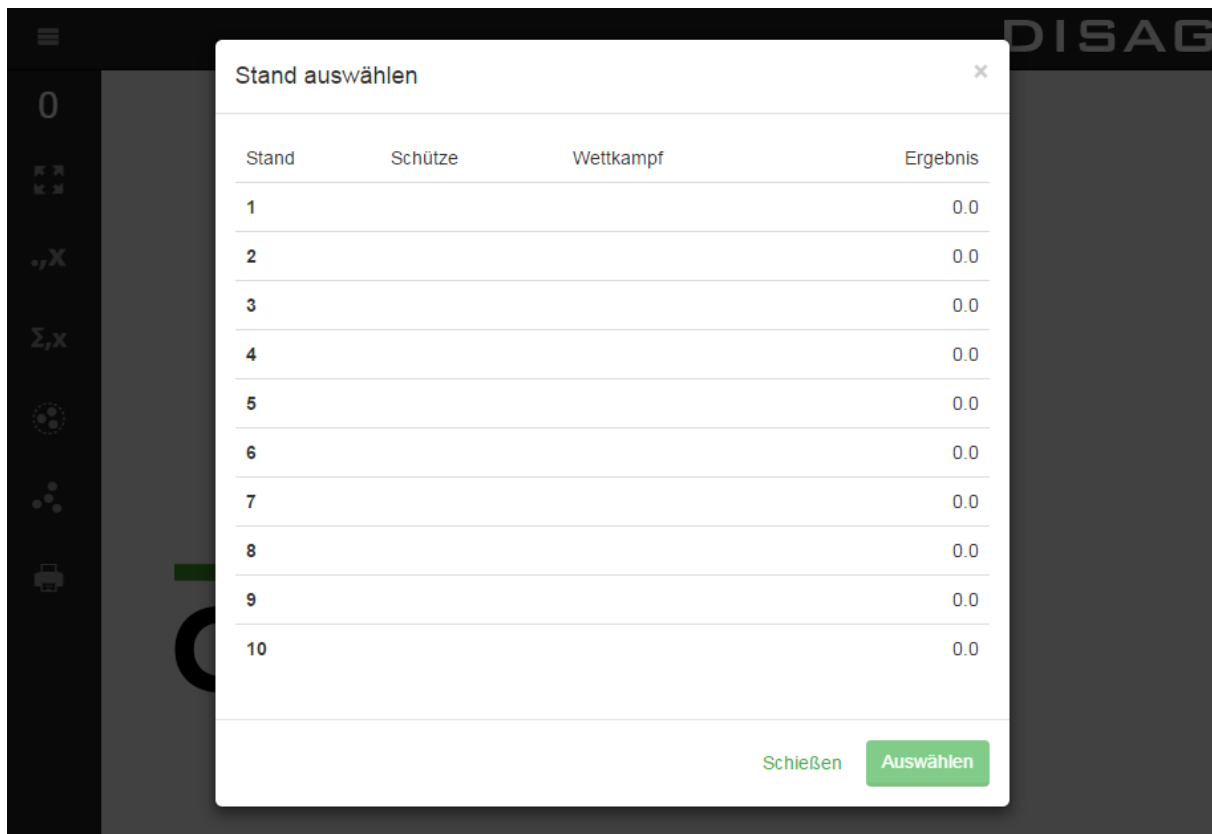 DISAG
Stand auswählen ×
0
Stand Schütze Wettkampf Ergebnis
1 0.0
2 0.0
.,x
3 0.0
Σ,x
4 0.0
5 0.0
6 0.0
7 0.0
8 0.0
9 0.0
10 0.0
Schießen Auswählen